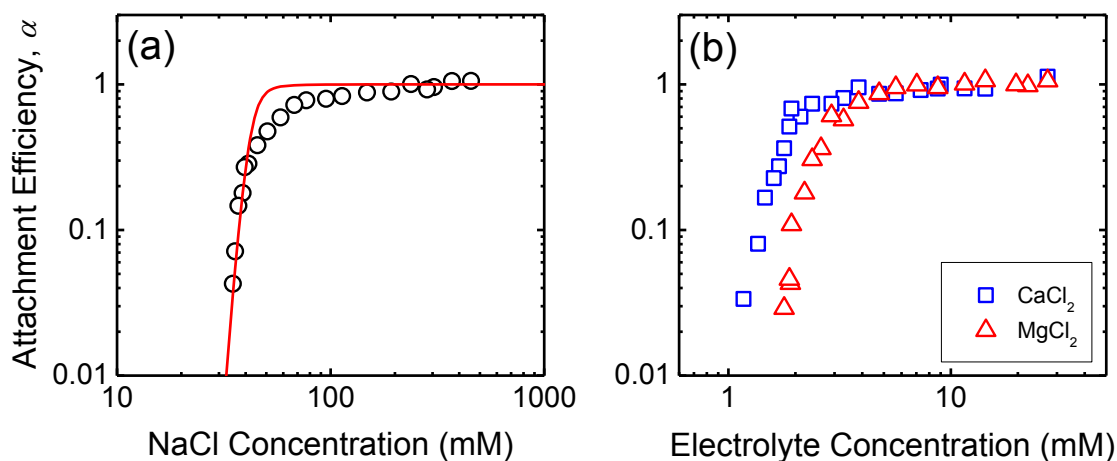 (a)
Attachment Efficiency, α
1
0.1
0.01
10
100
1000
NaCl Concentration (mM)
(b)
1
0.1
0.01
1
10
Electrolyte Concentration (mM)
CaCl₂
MgCl₂